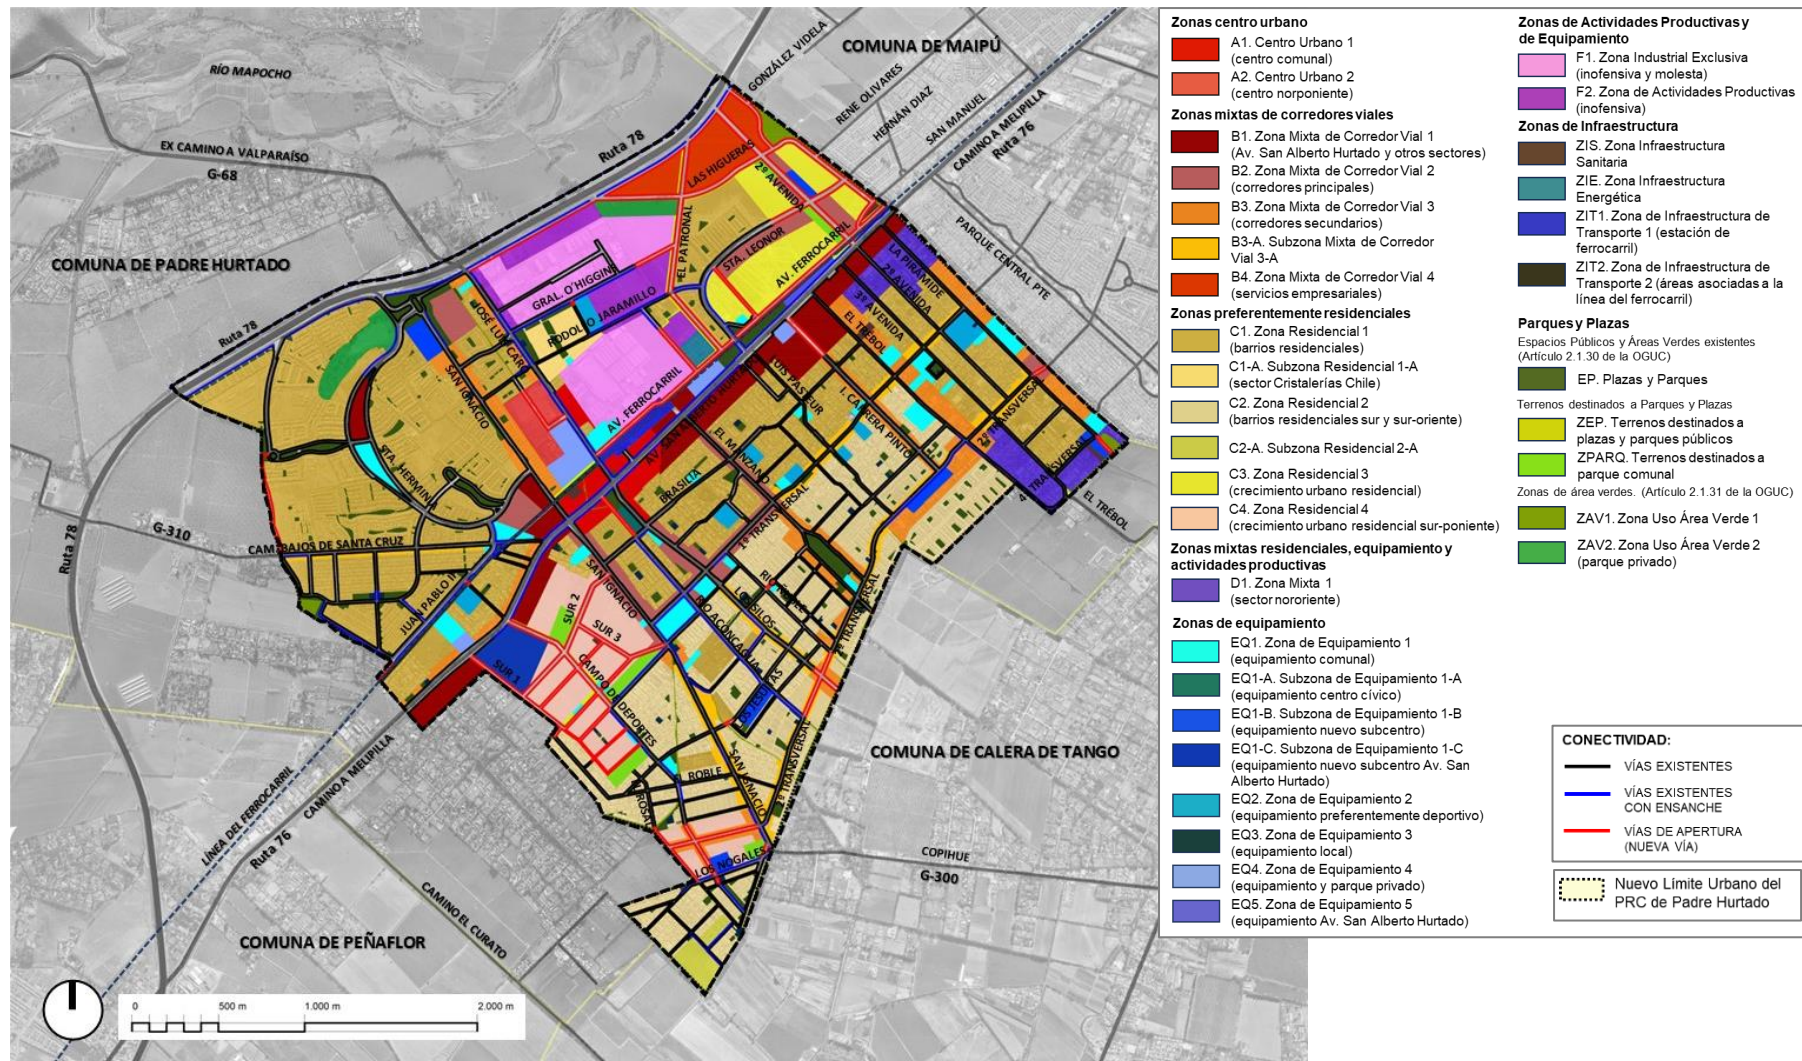 COMUNA DE MAIPÚ
GONZÁLEZ VIDELA
RENE OLIVARES
HERNÁN DIAZ
SAN MANUEL
CAMINO A MELIPILLA
Ruta 76
RÍO MAPOCHO
EX CAMINO A VALPARAÍSO
G-68
Ruta 78
LAS HIGUERAS
2º AVENIDA
PARQUE CENTRAL PTE
COMUNA DE PADRE HURTADO
EL PATRONAL
STA. LEONOR
AV. FERROCARRIL
LA PIRÁMIDE
2º AVENIDA
3º AVENIDA
GRAL. O´HIGGINS
JOSÉ LUIS CARO
EL TRÉBOL
Ruta 78
SAN IGNACIO
AV. FERROCARRIL
LUIS PASTEUR
I. CARRERA PINTO
2º TRANSVERSAL
EL MANZANO
BRASILIA
STA. HERMINIA
1º TRANSVERSAL
EL TRÉBOL
G-310
Ruta 78
JUAN PABLO II
SAN IGNACIO
SUR 2
SUR 3
SUR 1
LOS SILOS
RIO ACONCAGUA
2º TRANSVERSAL
CAMPO DE DEPORTES
EL ROBLE
SAN IGNACIO
1º TRANSVERSAL
LOS NOGALES
COPIHUE
G-300
COMUNA DE CALERA DE TANGO
LÍNEA DEL FERROCARRIL
CAMINO A MELIPILLA
Ruta 76
CAMINO EL CURATO
COMUNA DE PEÑAFLOR
0 500 m 1.000 m 2.000 m
Zonas centro urbano
A1. Centro Urbano 1
(centro comunal)
A2. Centro Urbano 2
(centro norponiente)
Zonas mixtas de corredores viales
B1. Zona Mixta de Corredor Vial 1
(Av. San Alberto Hurtado y otros sectores)
B2. Zona Mixta de Corredor Vial 2
(corredores principales)
B3. Zona Mixta de Corredor Vial 3
(corredores secundarios)
B3-A. Subzona Mixta de Corredor
Vial 3-A
B4. Zona Mixta de Corredor Vial 4
(servicios empresariales)
Zonas preferentemente residenciales
C1. Zona Residencial 1
(barrios residenciales)
C1-A. Subzona Residencial 1-A
(sector Cristalerías Chile)
C2. Zona Residencial 2
(barrios residenciales sur y sur-oriente)
C2-A. Subzona Residencial 2-A
C3. Zona Residencial 3
(crecimiento urbano residencial)
C4. Zona Residencial 4
(crecimiento urbano residencial sur-poniente)
Zonas mixtas residenciales, equipamiento y
actividades productivas
D1. Zona Mixta 1
(sector nororiente)
Zonas de equipamiento
EQ1. Zona de Equipamiento 1
(equipamiento comunal)
EQ1-A. Subzona de Equipamiento 1-A
(equipamiento centro cívico)
EQ1-B. Subzona de Equipamiento 1-B
(equipamiento nuevo subcentro)
EQ1-C. Subzona de Equipamiento 1-C
(equipamiento nuevo subcentro Av. San
Alberto Hurtado)
EQ2. Zona de Equipamiento 2
(equipamiento preferentemente deportivo)
EQ3. Zona de Equipamiento 3
(equipamiento local)
EQ4. Zona de Equipamiento 4
(equipamiento y parque privado)
EQ5. Zona de Equipamiento 5
(equipamiento Av. San Alberto Hurtado)
Zonas de Actividades Productivas y
de Equipamiento
F1. Zona Industrial Exclusiva
(inofensiva y molesta)
F2. Zona de Actividades Productivas
(inofensiva)
Zonas de Infraestructura
ZIS. Zona Infraestructura
Sanitaria
ZIE. Zona Infraestructura
Energética
ZIT1. Zona de Infraestructura de
Transporte 1 (estación de
ferrocarril)
ZIT2. Zona de Infraestructura de
Transporte 2 (áreas asociadas a la
línea del ferrocarril)
Parques y Plazas
Espacios Públicos y Áreas Verdes existentes
(Artículo 2.1.30 de la OGUC)
EP. Plazas y Parques
Terrenos destinados a Parques y Plazas
ZEP. Terrenos destinados a
plazas y parques públicos
ZPARQ. Terrenos destinados a
parque comunal
Zonas de área verdes. (Artículo 2.1.31 de la OGUC)
ZAV1. Zona Uso Área Verde 1
ZAV2. Zona Uso Área Verde 2
(parque privado)
CONECTIVIDAD:
VÍAS EXISTENTES
VÍAS EXISTENTES
CON ENSANCHE
VÍAS DE APERTURA
(NUEVA VÍA)
Nuevo Límite Urbano del
PRC de Padre Hurtado